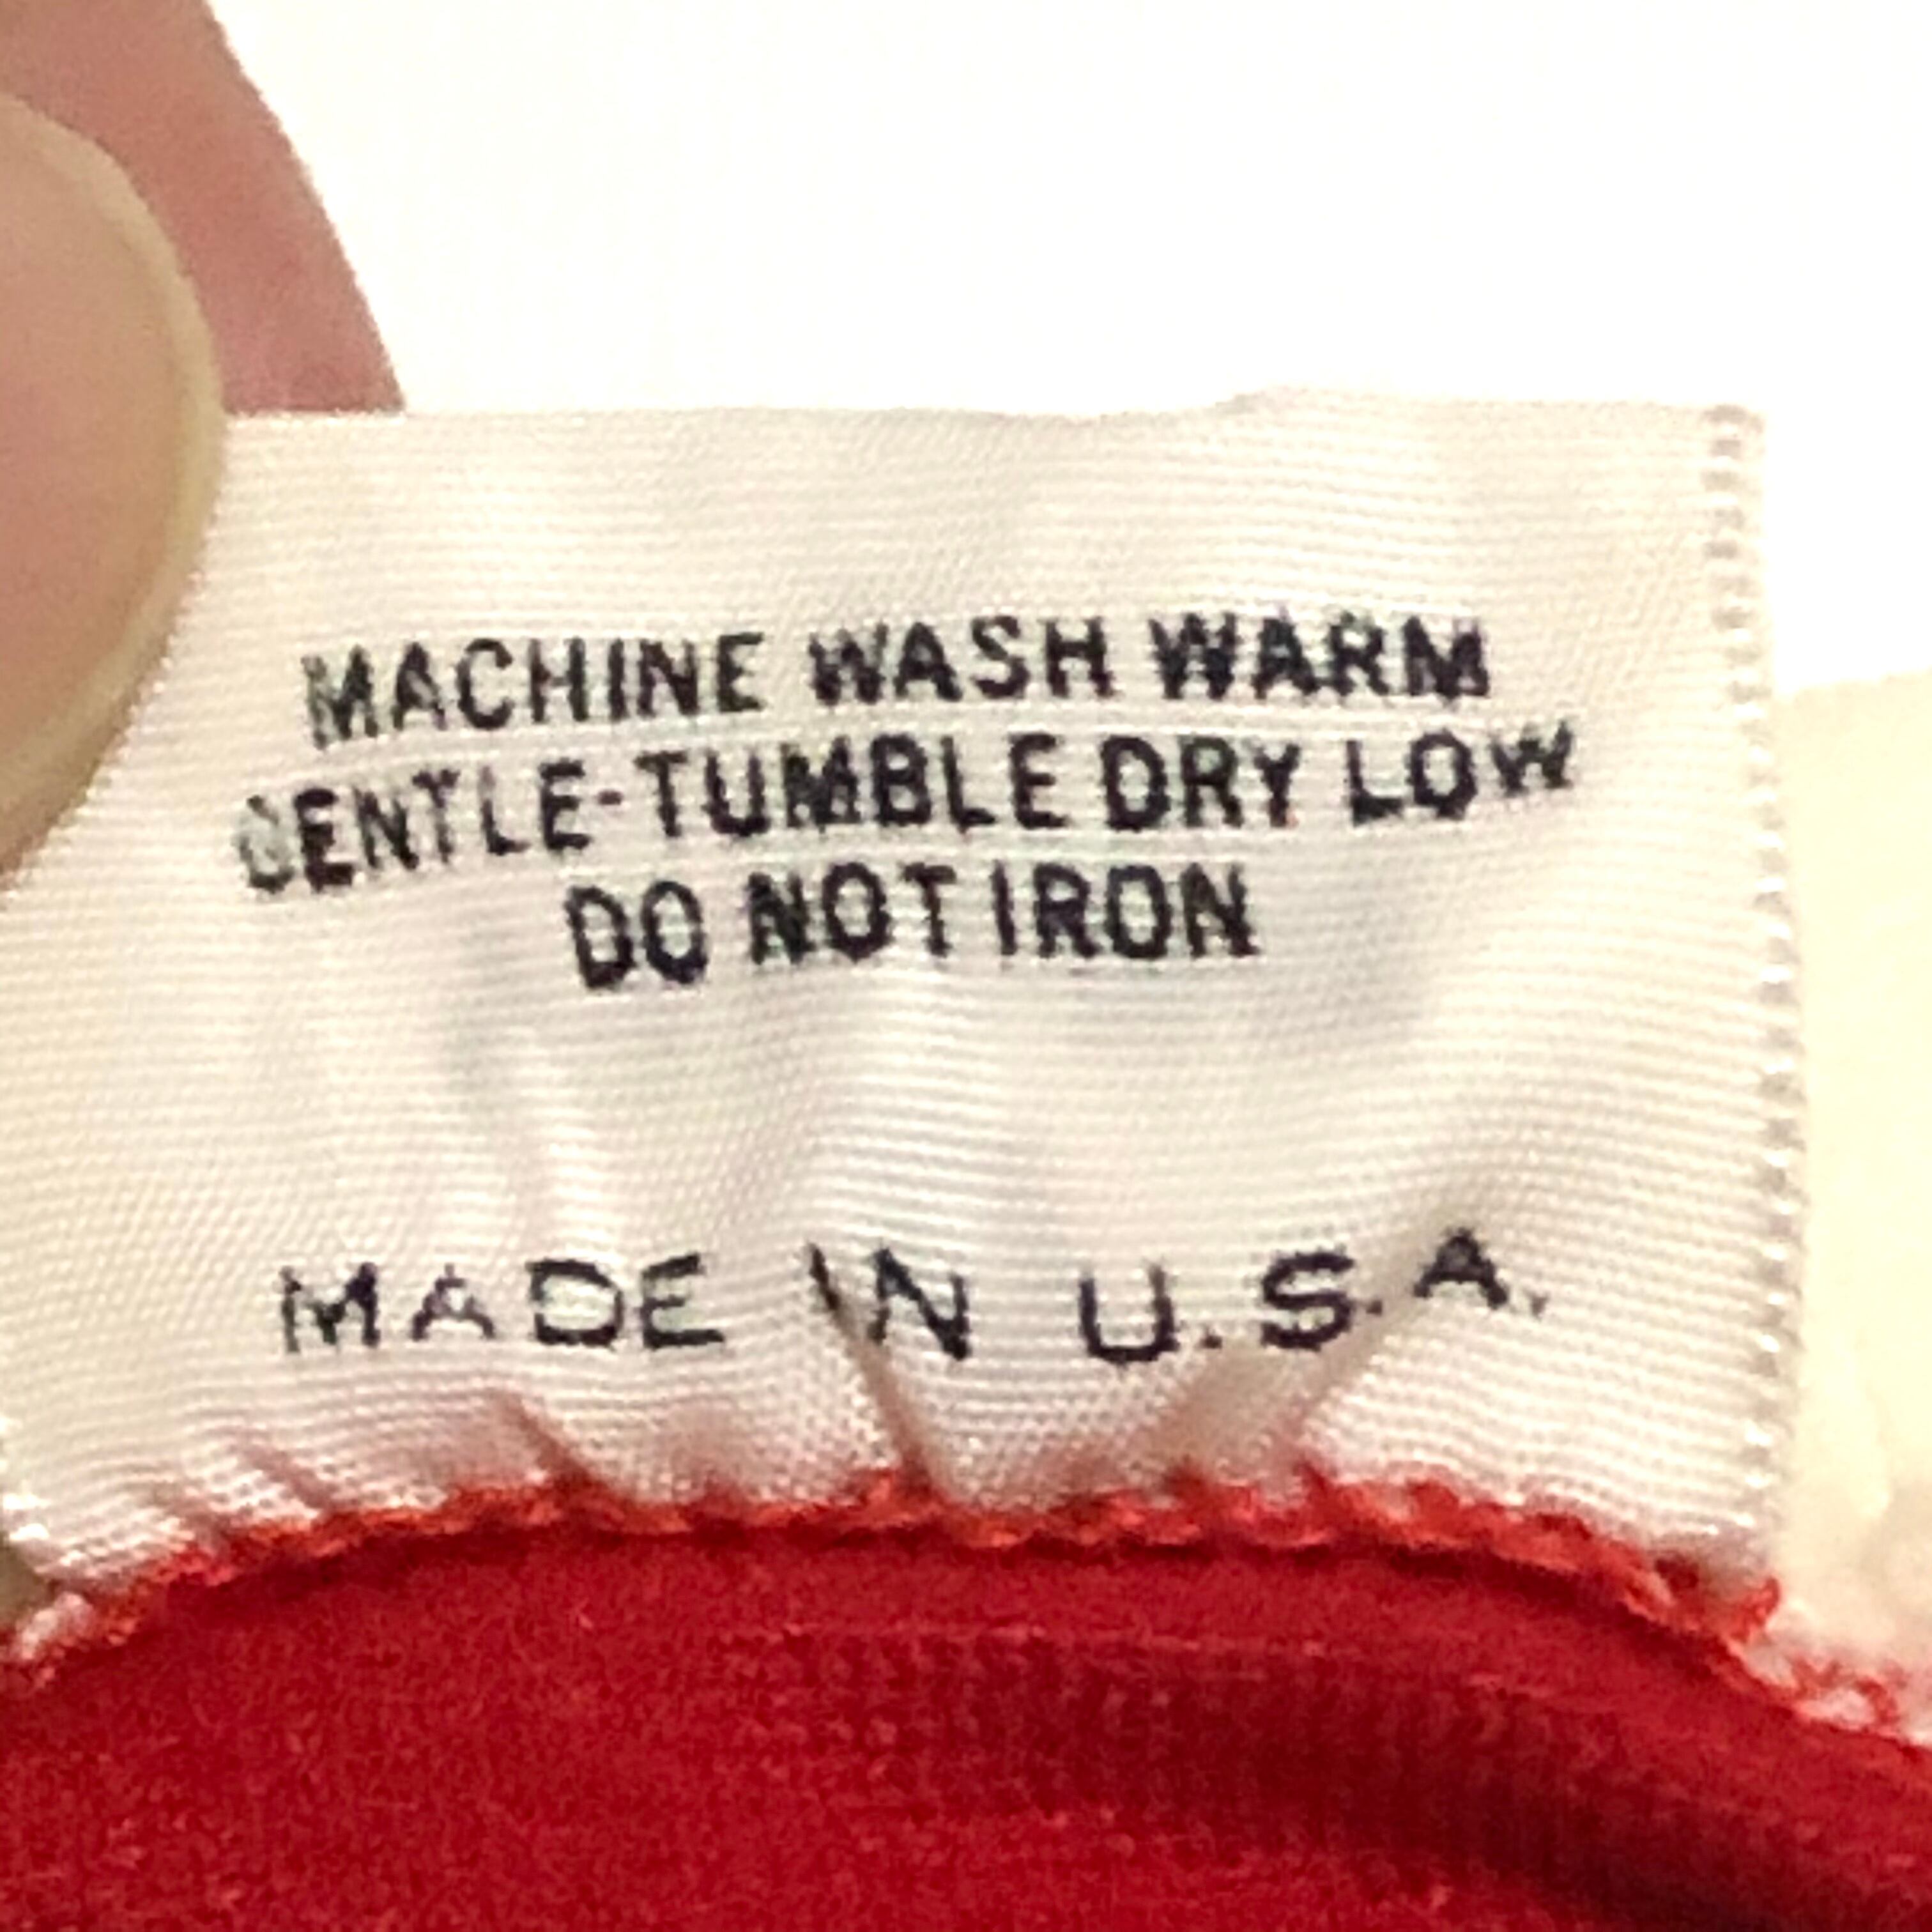 MACHINE WASH WARM
GENTLE-TUMBLE DRY LOW
DO NOT IRON
MADE IN U.S.A.